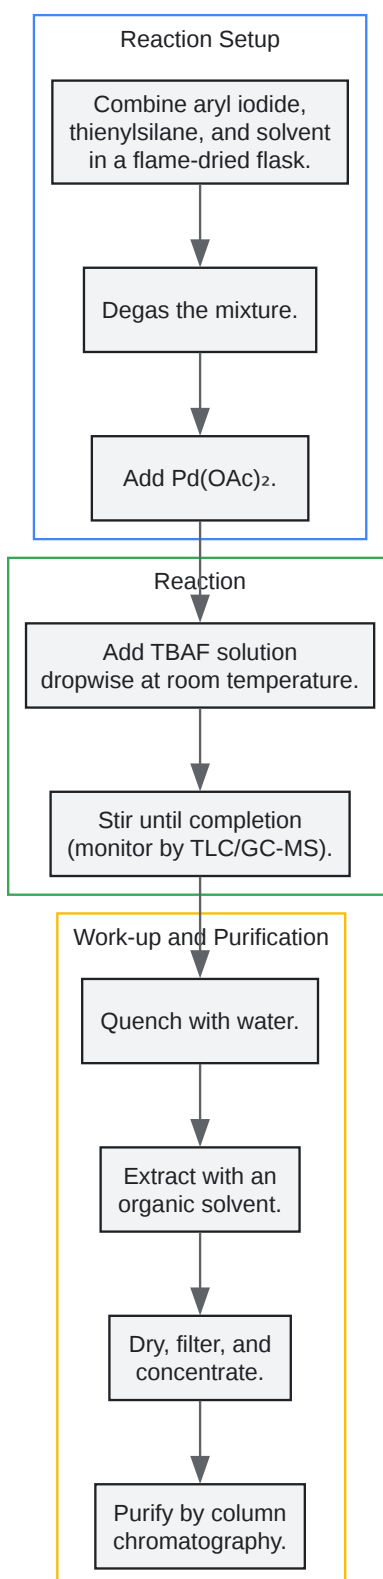 Reaction Setup
Combine aryl iodide,
thienylsilane, and solvent
in a flame-dried flask.
Degas the mixture.
Add Pd(OAc)₂.
Reaction
Add TBAF solution
dropwise at room temperature.
Stir until completion
(monitor by TLC/GC-MS).
Work-up and Purification
Quench with water.
Extract with an
organic solvent.
Dry, filter, and
concentrate.
Purify by column
chromatography.